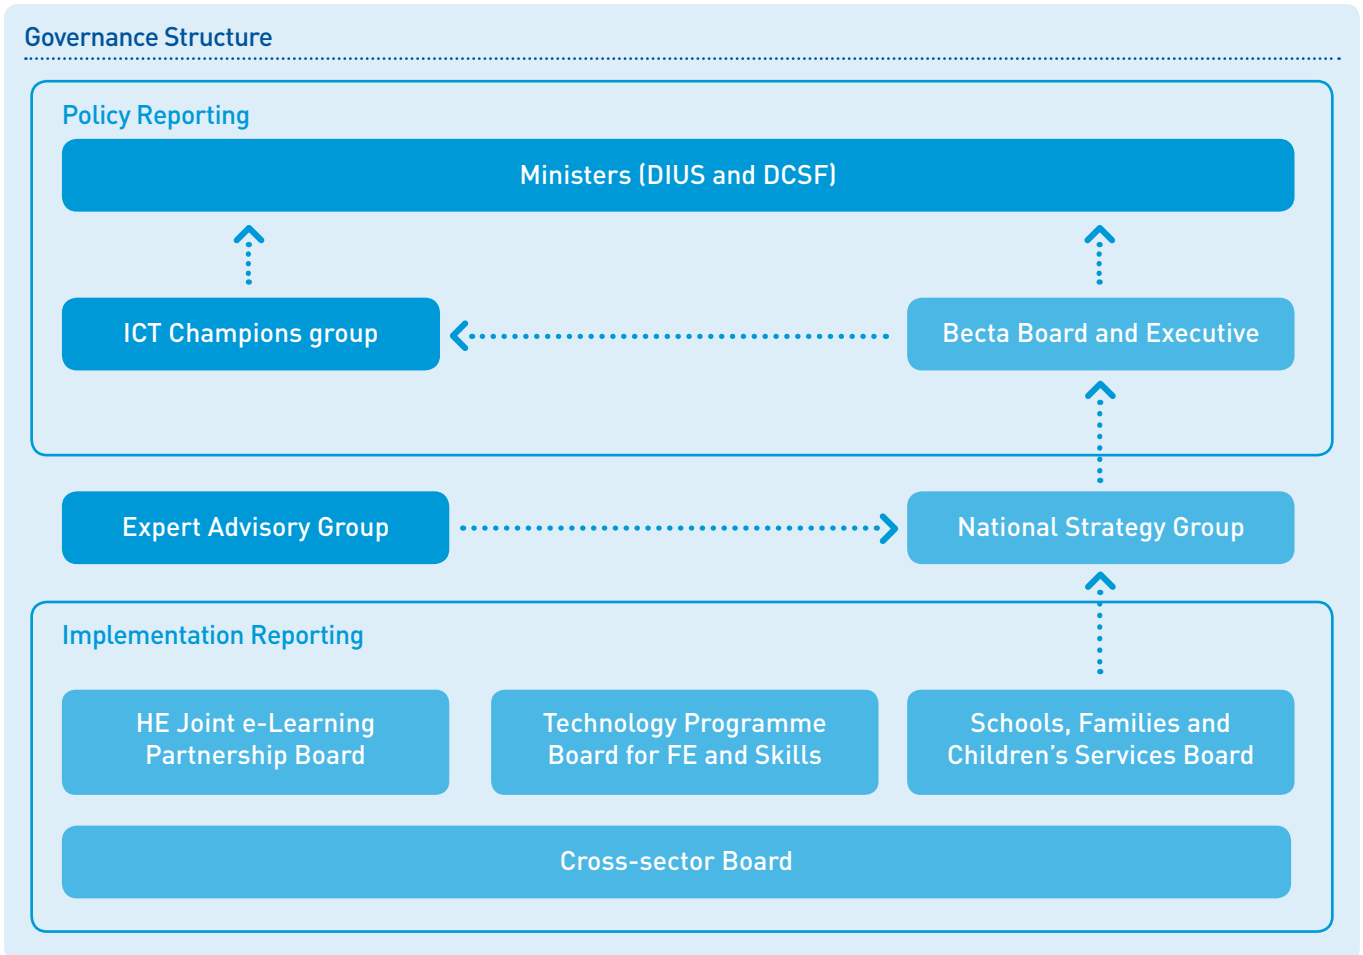 Governance Structure
Policy Reporting
Ministers (DIUS and DCSF)
ICT Champions group
Becta Board and Executive
Expert Advisory Group
National Strategy Group
Implementation Reporting
HE Joint e-Learning
Partnership Board
Technology Programme
Board for FE and Skills
Schools, Families and
Children’s Services Board
Cross-sector Board